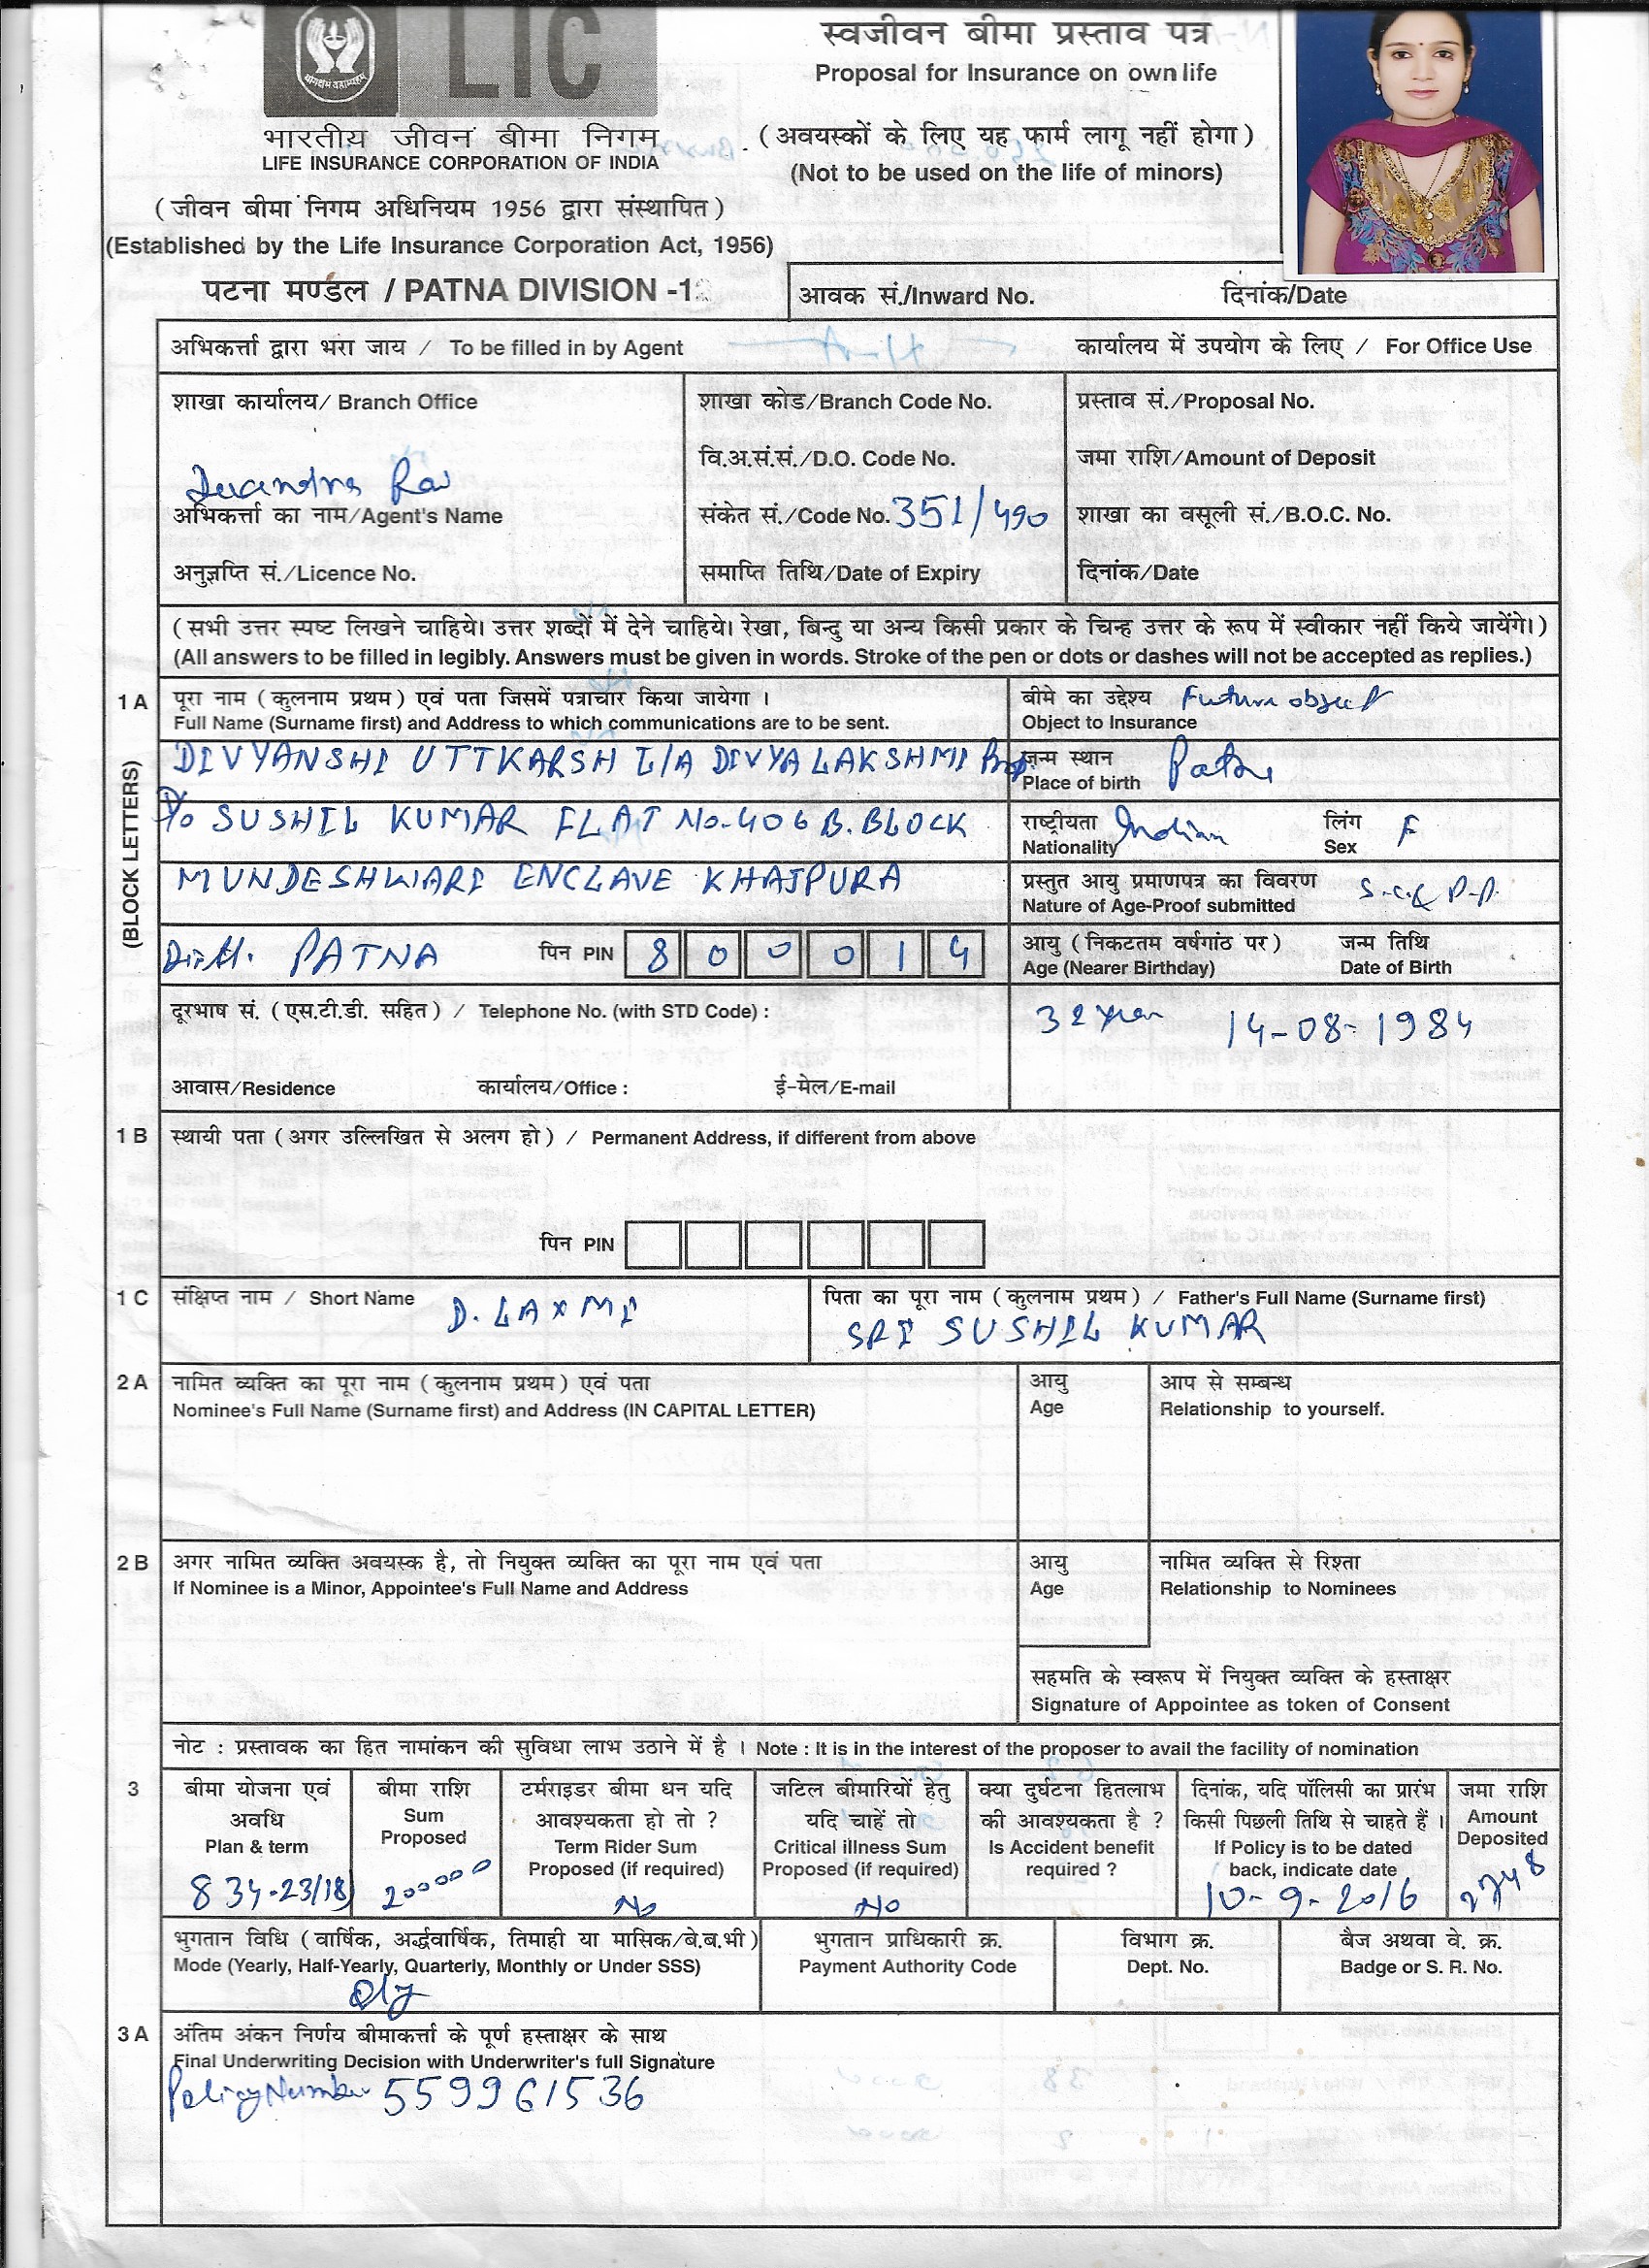 LIC
भारतीय जीवन बीमा निगम
LIFE INSURANCE CORPORATION OF INDIA
(जीवन बीमा निगम अधिनियम 1956 द्वारा संस्थापित)
(Established by the Life Insurance Corporation Act, 1956)
पटना मण्डल / PATNA DIVISION -1
स्वजीवन बीमा प्रस्ताव पत्र
Proposal for Insurance on own life
(अवयस्कों के लिए यह फार्म लागू नहीं होगा)
(Not to be used on the life of minors)
आवक सं./Inward No. दिनांक/Date
अभिकर्त्ता द्वारा भरा जाय / To be filled in by Agent कार्यालय में उपयोग के लिए / For Office Use
शाखा कार्यालय/ Branch Office शाखा कोड/Branch Code No. प्रस्ताव सं./Proposal No.
वि.अ.सं.सं./D.O. Code No. जमा राशि/Amount of Deposit
अभिकर्त्ता का नाम/Agent's Name संकेत सं./Code No. 351/490 शाखा का वसूली सं./B.O.C. No.
अनुज्ञप्ति सं./Licence No. समाप्ति तिथि/Date of Expiry दिनांक/Date
(सभी उत्तर स्पष्ट लिखने चाहिये। उत्तर शब्दों में देने चाहिये। रेखा, बिन्दु या अन्य किसी प्रकार के चिन्ह उत्तर के रूप में स्वीकार नहीं किये जायेंगे।)
(All answers to be filled in legibly. Answers must be given in words. Stroke of the pen or dots or dashes will not be accepted as replies.)
1 A पूरा नाम (कुलनाम प्रथम) एवं पता जिसमें पत्राचार किया जायेगा ।
Full Name (Surname first) and Address to which communications are to be sent.
(BLOCK LETTERS)
DIVYANSHI UTTKARSH I/A DIVYA LAKSHMI
D/o SUSHIL KUMAR FLAT No-406 B.BLOCK
MUNDESHWARI ENCLAVE KHAJPURA
Distt. PATNA पिन PIN 8 0 0 0 1 4
दूरभाष सं. (एस.टी.डी. सहित) / Telephone No. (with STD Code) :
आवास/Residence कार्यालय/Office : ई-मेल/E-mail
बीमे का उद्देश्य Future object
Object to Insurance
जन्म स्थान Patna
Place of birth
राष्ट्रीयता Indian लिंग F
Nationality Sex
प्रस्तुत आयु प्रमाणपत्र का विवरण
Nature of Age-Proof submitted
आयु (निकटतम वर्षगांठ पर) जन्म तिथि
Age (Nearer Birthday) Date of Birth
32 year 14-08-1984
1 B स्थायी पता (अगर उल्लिखित से अलग हो) / Permanent Address, if different from above
पिन PIN
1 C संक्षिप्त नाम / Short Name D. LAXMI
पिता का पूरा नाम (कुलनाम प्रथम) / Father's Full Name (Surname first)
SRI SUSHIL KUMAR
2 A नामित व्यक्ति का पूरा नाम (कुलनाम प्रथम) एवं पता आयु आप से सम्बन्ध
Nominee's Full Name (Surname first) and Address (IN CAPITAL LETTER) Age Relationship to yourself.
2 B अगर नामित व्यक्ति अवयस्क है, तो नियुक्त व्यक्ति का पूरा नाम एवं पता आयु नामित व्यक्ति से रिश्ता
If Nominee is a Minor, Appointee's Full Name and Address Age Relationship to Nominees
सहमति के स्वरूप में नियुक्त व्यक्ति के हस्ताक्षर
Signature of Appointee as token of Consent
नोट : प्रस्तावक का हित नामांकन की सुविधा लाभ उठाने में है । Note : It is in the interest of the proposer to avail the facility of nomination
3 बीमा योजना एवं अवधि
Plan & term
834-23/18
बीमा राशि
Sum Proposed
200000
टर्मराइडर बीमा धन यदि आवश्यकता हो तो ?
Term Rider Sum Proposed (if required)
No
जटिल बीमारियों हेतु यदि चाहें तो
Critical illness Sum Proposed (if required)
No
क्या दुर्घटना हितलाभ की आवश्यकता है ?
Is Accident benefit required ?
दिनांक, यदि पॉलिसी का प्रारंभ किसी पिछली तिथि से चाहते हैं ।
If Policy is to be dated back, indicate date
10-9-2016
जमा राशि
Amount Deposited
2748
भुगतान विधि (वार्षिक, अर्द्धवार्षिक, तिमाही या मासिक/बे.ब.भी) भुगतान प्राधिकारी क्र. विभाग क्र. बैज अथवा वे. क्र.
Mode (Yearly, Half-Yearly, Quarterly, Monthly or Under SSS) Payment Authority Code Dept. No. Badge or S. R. No.
Qly
3 A अंतिम अंकन निर्णय बीमाकर्त्ता के पूर्ण हस्ताक्षर के साथ
Final Underwriting Decision with Underwriter's full Signature
Policy Number 559961536